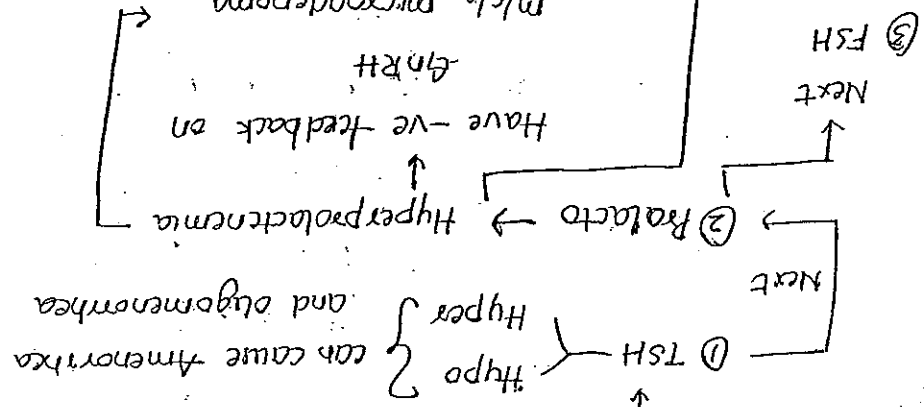 ① TSH Hypo can cause Amenorrhea
Hyper and oligomenorrhea
Next
② Prolacto → Hyperprolactenemia
Have -ve feedback on
Next
GnRH
③ FSH
microadenoma